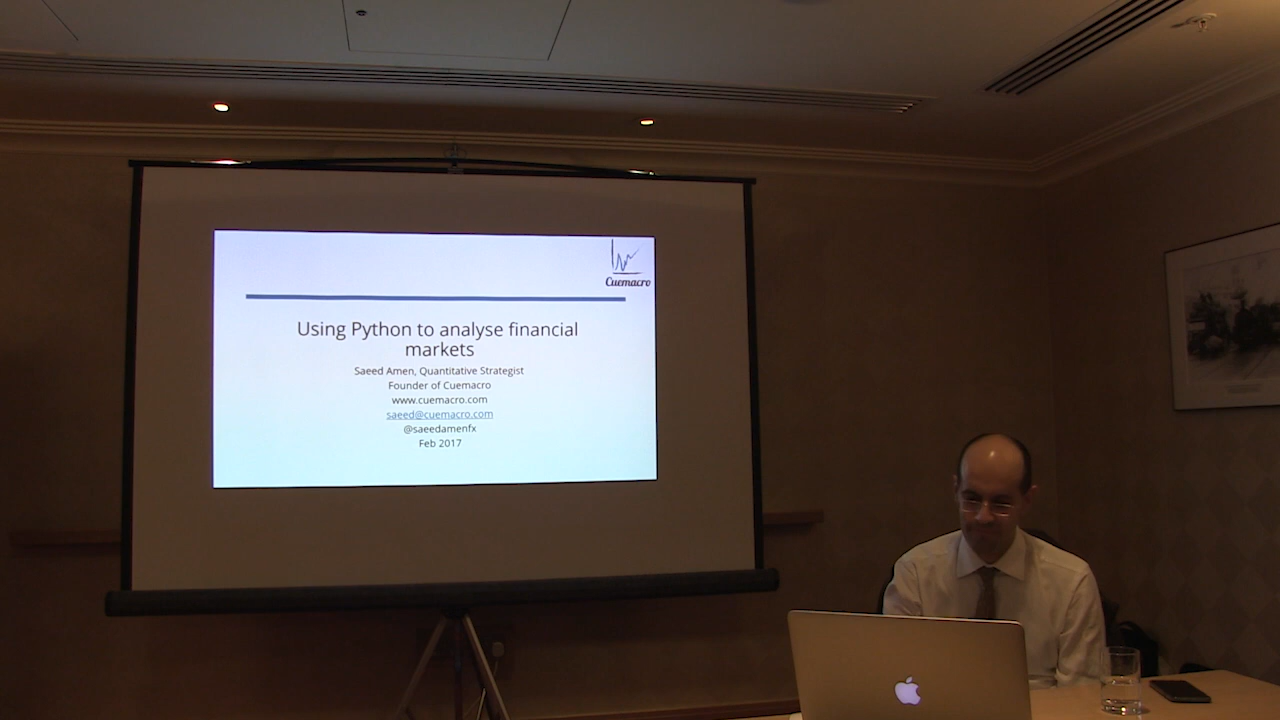 Cuemacro
Using Python to analyse financial
markets
Saeed Amen, Quantitative Strategist
Founder of Cuemacro
www.cuemacro.com
saeed@cuemacro.com
@saeedamenfx
Feb 2017